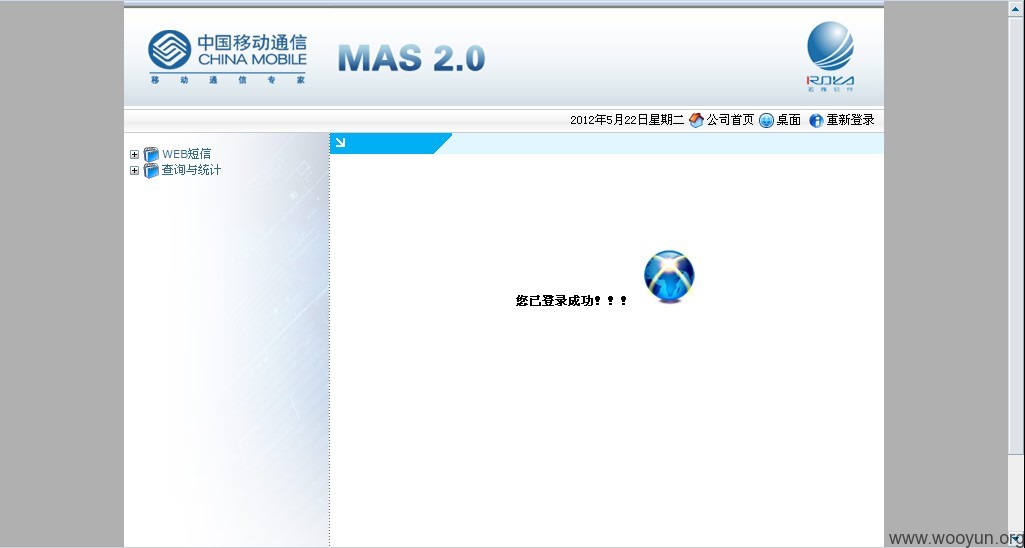 中国移动通信
CHINA MOBILE
移动通信专家
MAS 2.0
2012年5月22日星期二 公司首页 桌面 重新登录
WEB短信
查询与统计
您已登录成功！！！
www.wooyun.org